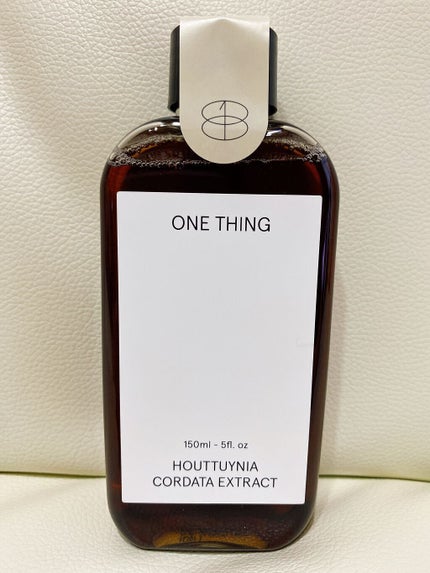 ONE THING
150ml - 5fl. oz
HOUTTUYNIA
CORDATA EXTRACT